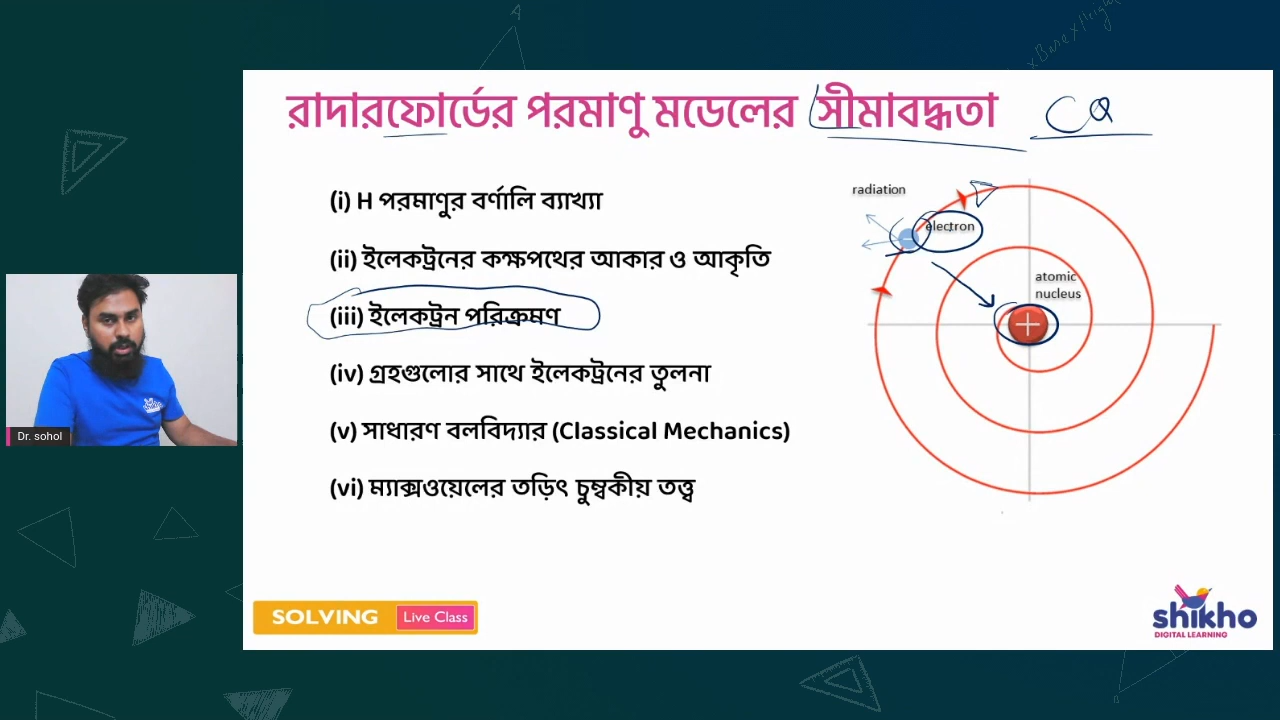 রাদারফোর্ডের পরমাণু মডেলের সীমাবদ্ধতা CQ
(i) H পরমাণুর বর্ণালি ব্যাখ্যা
(ii) ইলেকট্রনের কক্ষপথের আকার ও আকৃতি
(iii) ইলেকট্রন পরিক্রমণ
(iv) গ্রহগুলোর সাথে ইলেকট্রনের তুলনা
(v) সাধারণ বলবিদ্যার (Classical Mechanics)
(vi) ম্যাক্সওয়েলের তড়িৎ চুম্বকীয় তত্ত্ব
radiation
electron
atomic
nucleus
Dr. sohol
SOLVING Live Class
shikho
DIGITAL LEARNING